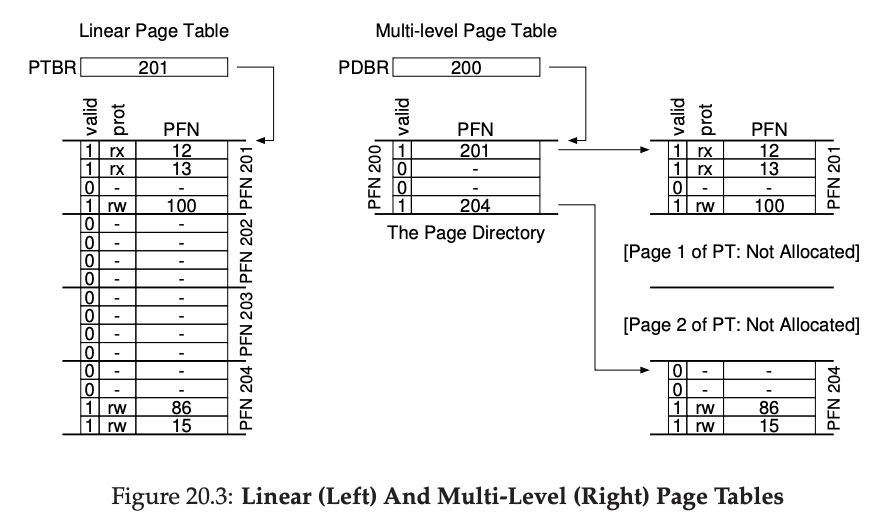 Linear Page Table
PTBR 201
valid prot PFN
1 rx 12
1 rx 13
0 - -
1 rw 100
PFN 201
0 - -
0 - -
0 - -
0 - -
PFN 202
0 - -
0 - -
0 - -
0 - -
PFN 203
0 - -
0 - -
1 rw 86
1 rw 15
PFN 204
Multi-level Page Table
PDBR 200
valid PFN
PFN 200
1 201
0 -
0 -
1 204
The Page Directory
valid prot PFN
1 rx 12
1 rx 13
0 - -
1 rw 100
PFN 201
[Page 1 of PT: Not Allocated]
[Page 2 of PT: Not Allocated]
0 - -
0 - -
1 rw 86
1 rw 15
PFN 204
Figure 20.3: Linear (Left) And Multi-Level (Right) Page Tables